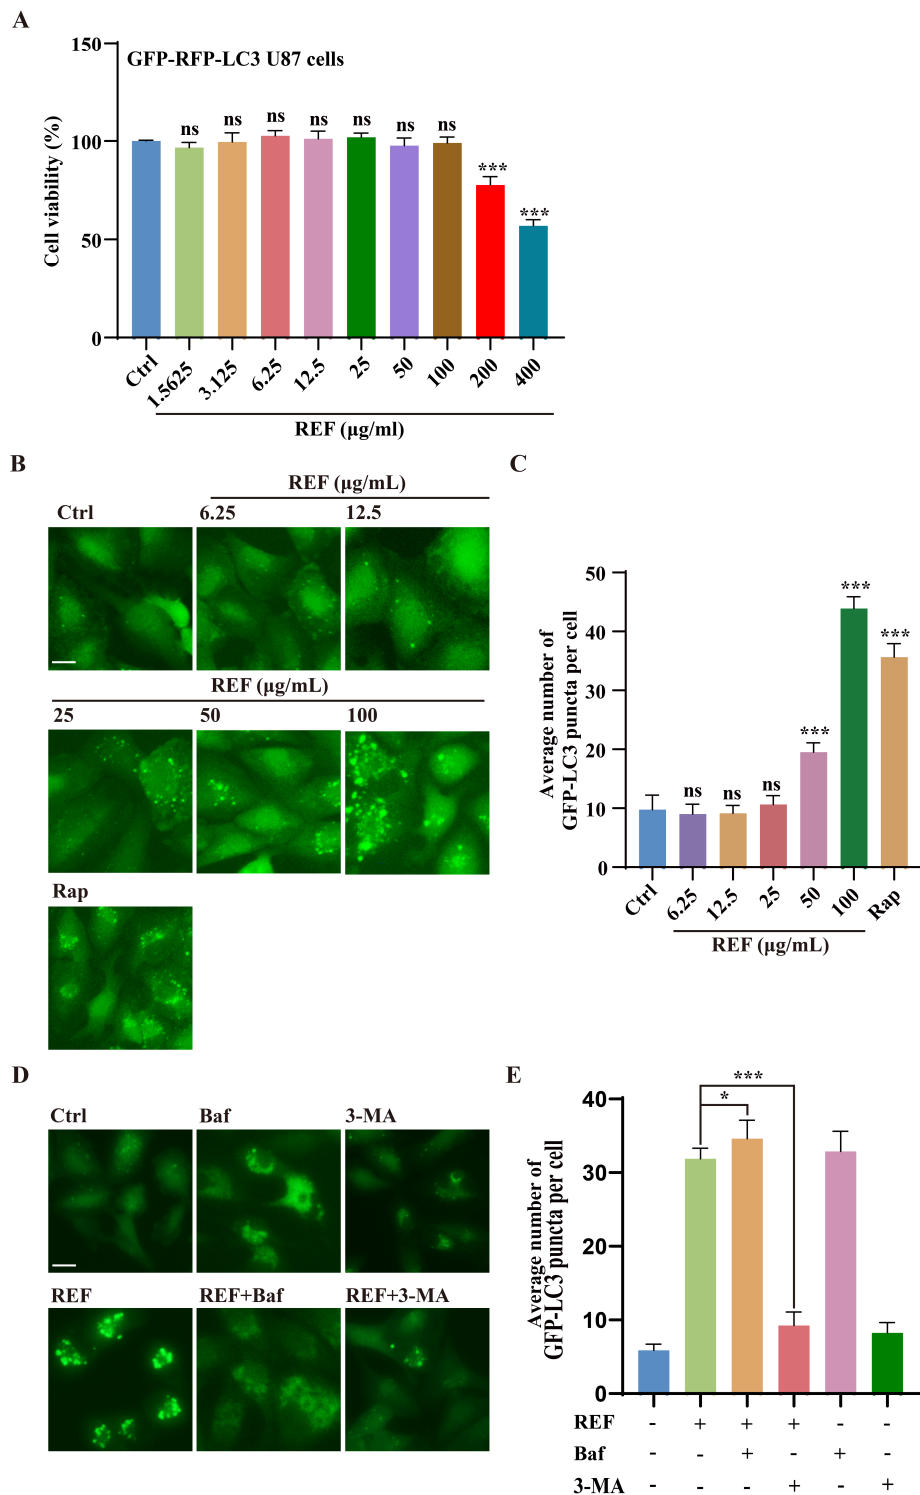 A
GFP-RFP-LC3 U87 cells
Cell viability (%)
150
100
50
0
ns ns ns ns ns ns ns *** ***
Ctrl 1.5625 3.125 6.25 12.5 25 50 100 200 400
REF (μg/ml)
B
REF (μg/mL)
Ctrl 6.25 12.5
REF (μg/mL)
25 50 100
Rap
C
Average number of
GFP-LC3 puncta per cell
50
40
30
20
10
0
ns ns ns *** *** ***
Ctrl 6.25 12.5 25 50 100 Rap
REF (μg/mL)
D
Ctrl Baf 3-MA
REF REF+Baf REF+3-MA
E
Average number of
GFP-LC3 puncta per cell
40
30
20
10
0
***
*
REF - + + + - -
Baf - - + - + -
3-MA - - - + - +